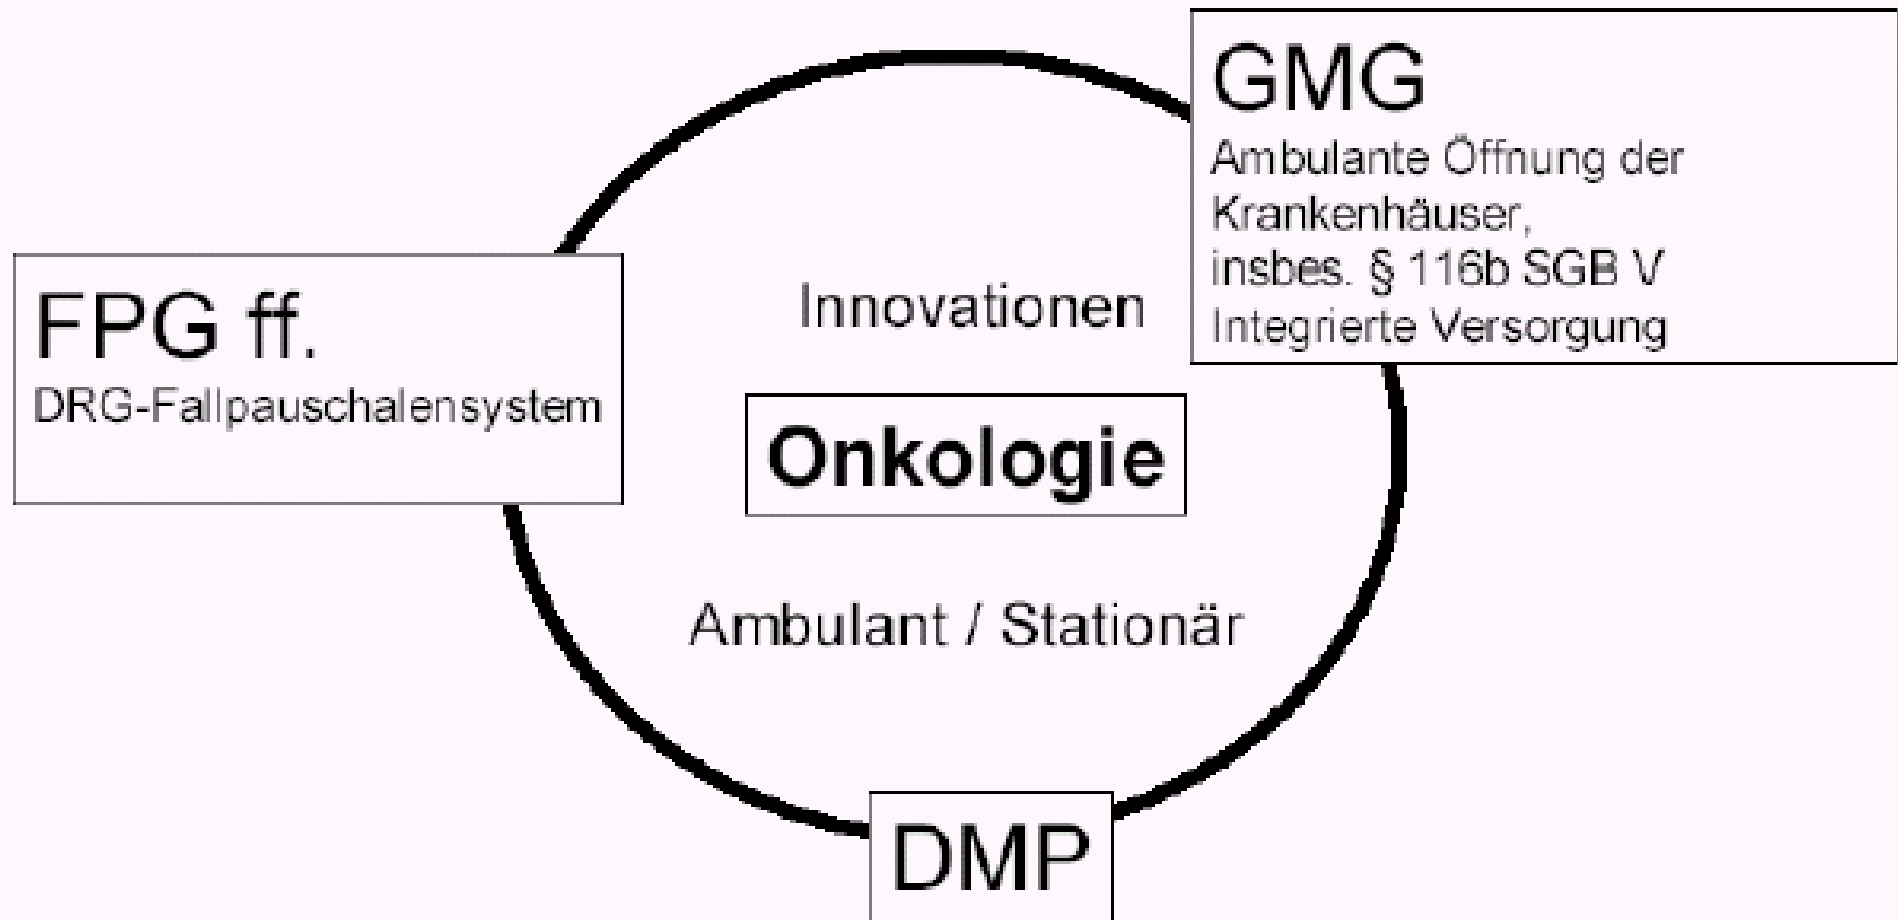 GMG
Ambulante Öffnung der
Krankenhäuser,
insbes. § 116b SGB V
Integrierte Versorgung
FPG ff.
DRG-Fallpauschalensystem
Innovationen
Onkologie
Ambulant / Stationär
DMP